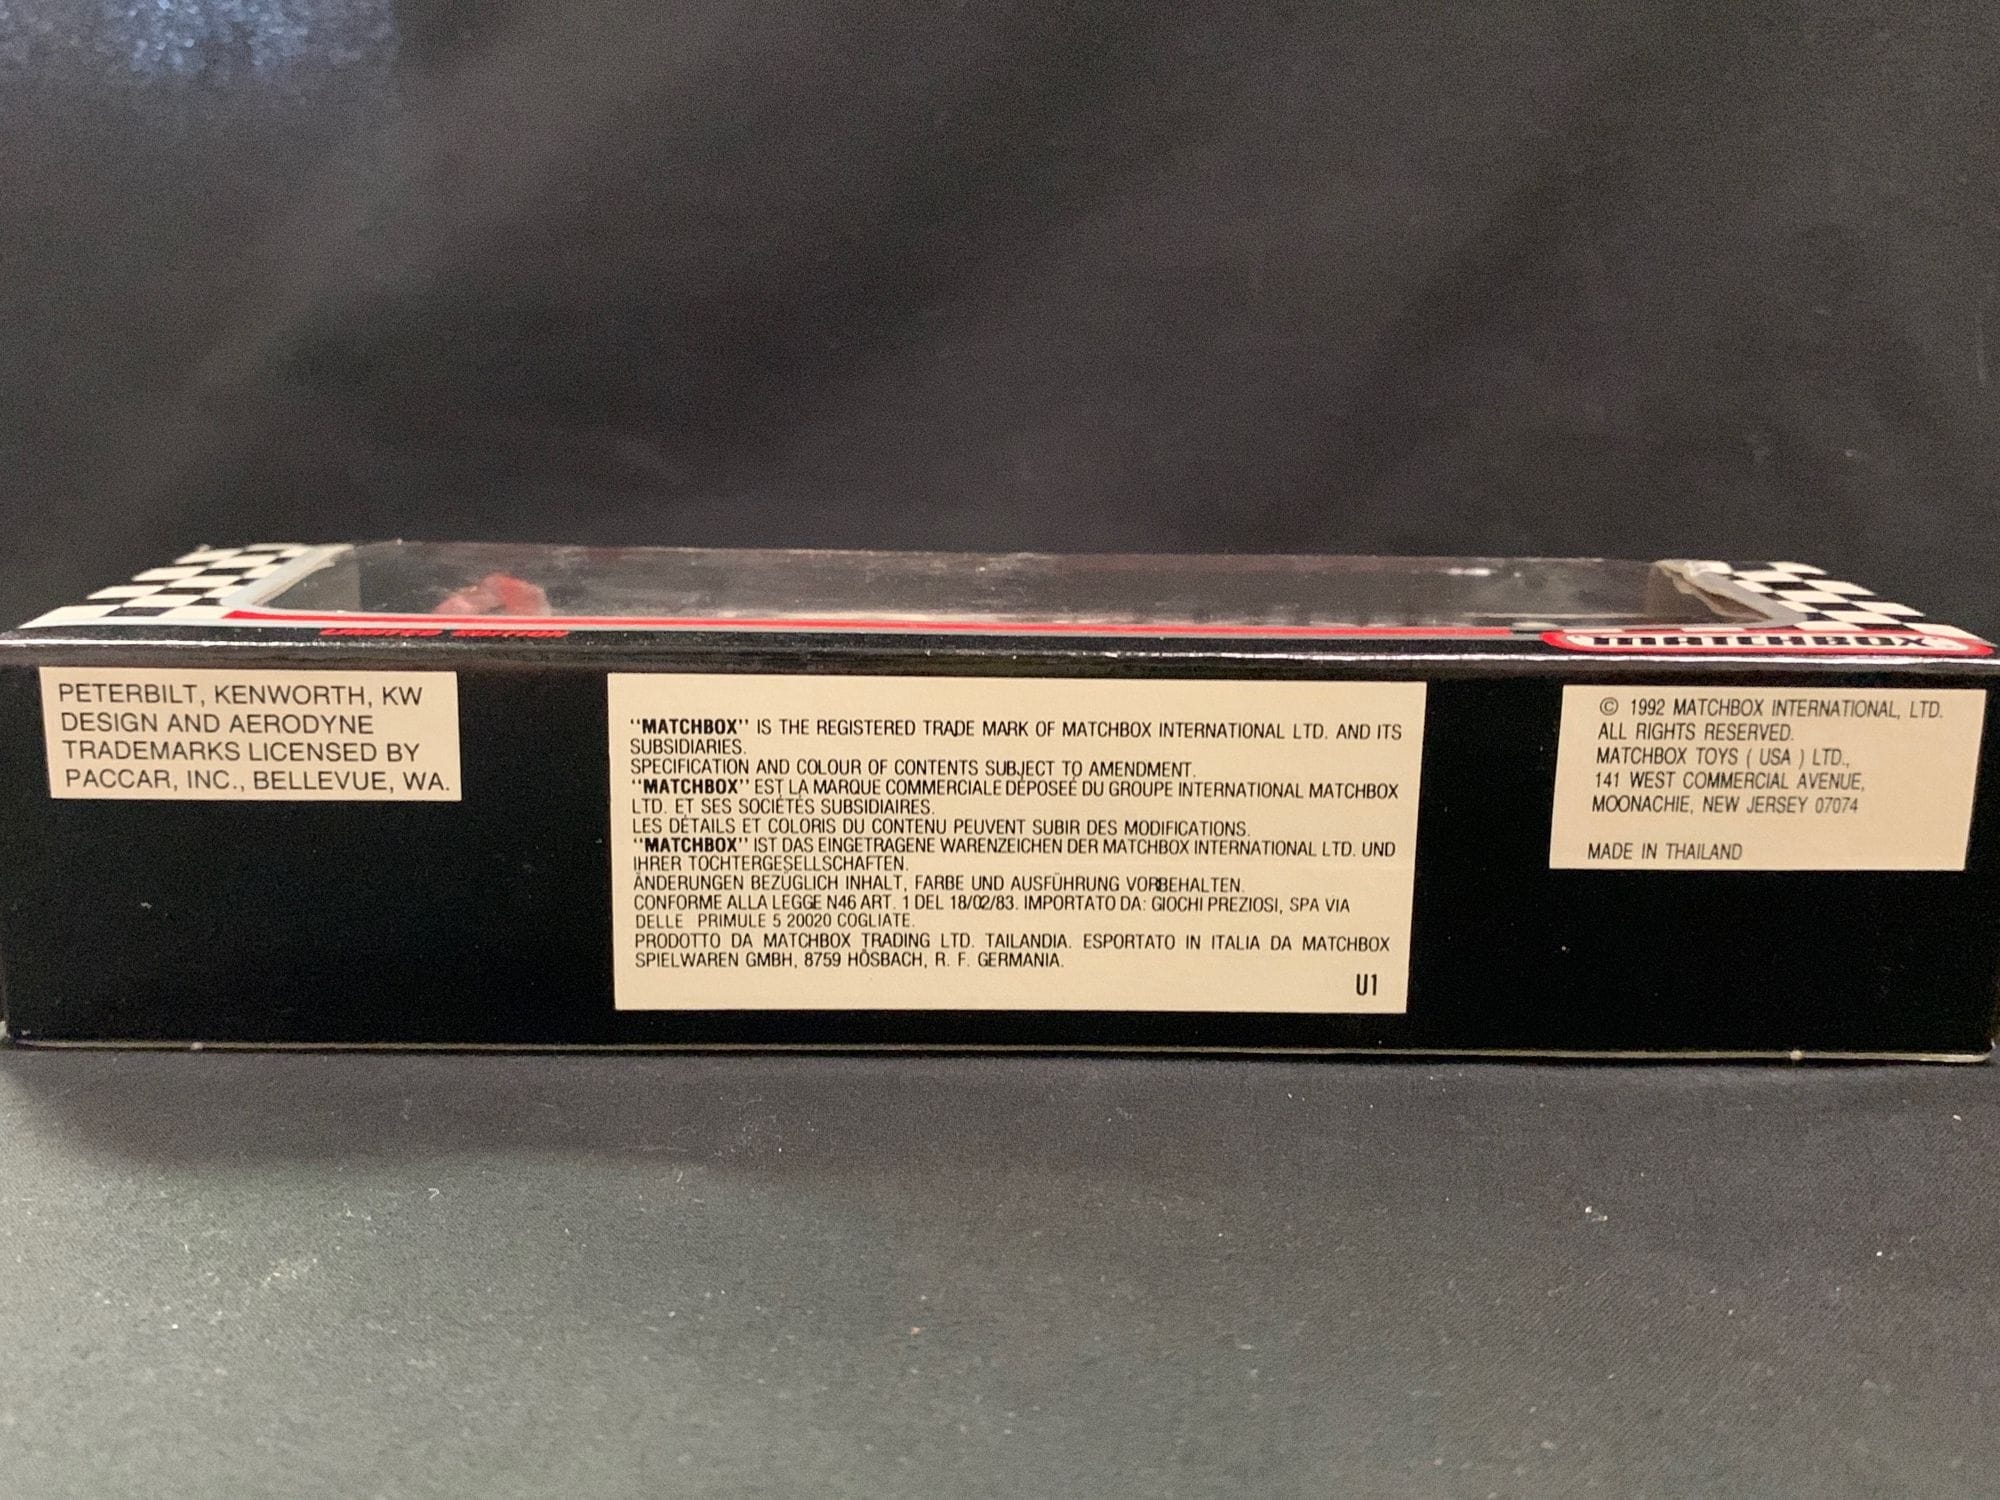 LIMITED EDITION
MATCHBOX
PETERBILT, KENWORTH, KW
DESIGN AND AERODYNE
TRADEMARKS LICENSED BY
PACCAR, INC., BELLEVUE, WA.
"MATCHBOX" IS THE REGISTERED TRADE MARK OF MATCHBOX INTERNATIONAL LTD. AND ITS
SUBSIDIARIES.
SPECIFICATION AND COLOUR OF CONTENTS SUBJECT TO AMENDMENT.
"MATCHBOX" EST LA MARQUE COMMERCIALE DÉPOSÉE DU GROUPE INTERNATIONAL MATCHBOX
LTD. ET SES SOCIÉTÉS SUBSIDIAIRES.
LES DÉTAILS ET COLORIS DU CONTENU PEUVENT SUBIR DES MODIFICATIONS.
"MATCHBOX" IST DAS EINGETRAGENE WARENZEICHEN DER MATCHBOX INTERNATIONAL LTD. UND
IHRER TOCHTERGESELLSCHAFTEN.
ÄNDERUNGEN BEZÜGLICH INHALT, FARBE UND AUSFÜHRUNG VORBEHALTEN.
CONFORME ALLA LEGGE N46 ART. 1 DEL 18/02/83. IMPORTATO DA: GIOCHI PREZIOSI, SPA VIA
DELLE PRIMULE 5 20020 COGLIATE.
PRODOTTO DA MATCHBOX TRADING LTD. TAILANDIA. ESPORTATO IN ITALIA DA MATCHBOX
SPIELWAREN GMBH, 8759 HÖSBACH, R. F. GERMANIA.
U1
© 1992 MATCHBOX INTERNATIONAL, LTD.
ALL RIGHTS RESERVED.
MATCHBOX TOYS ( USA ) LTD.,
141 WEST COMMERCIAL AVENUE,
MOONACHIE, NEW JERSEY 07074
MADE IN THAILAND